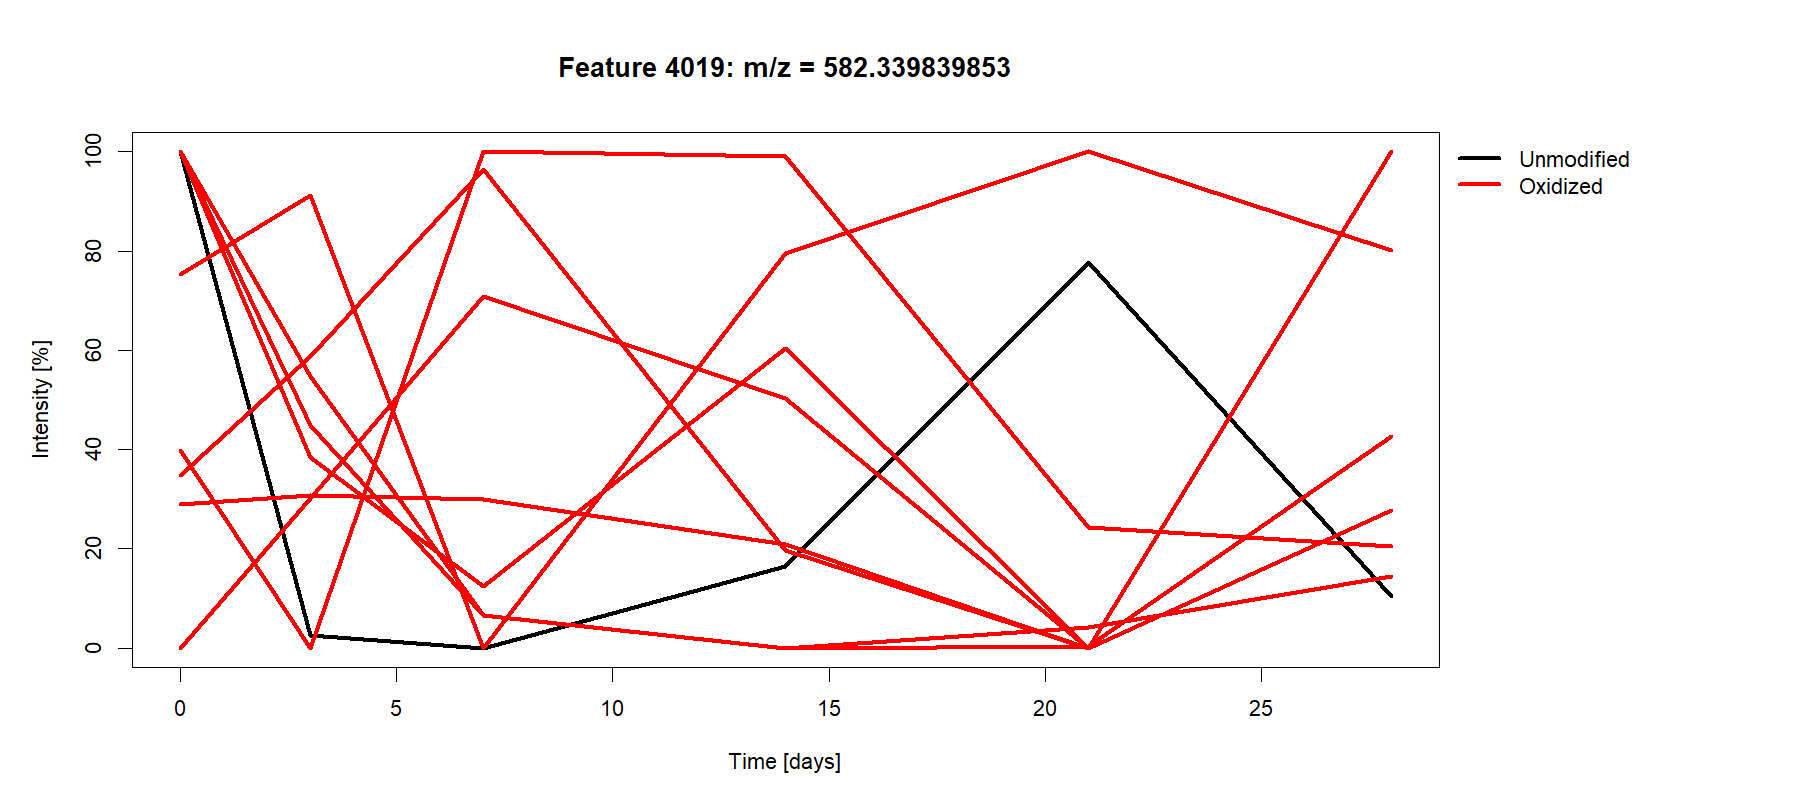 Feature 4019: m/z = 582.339839853
Unmodified
Oxidized
Intensity [%]
100
80
60
40
20
0
0 5 10 15 20 25
Time [days]